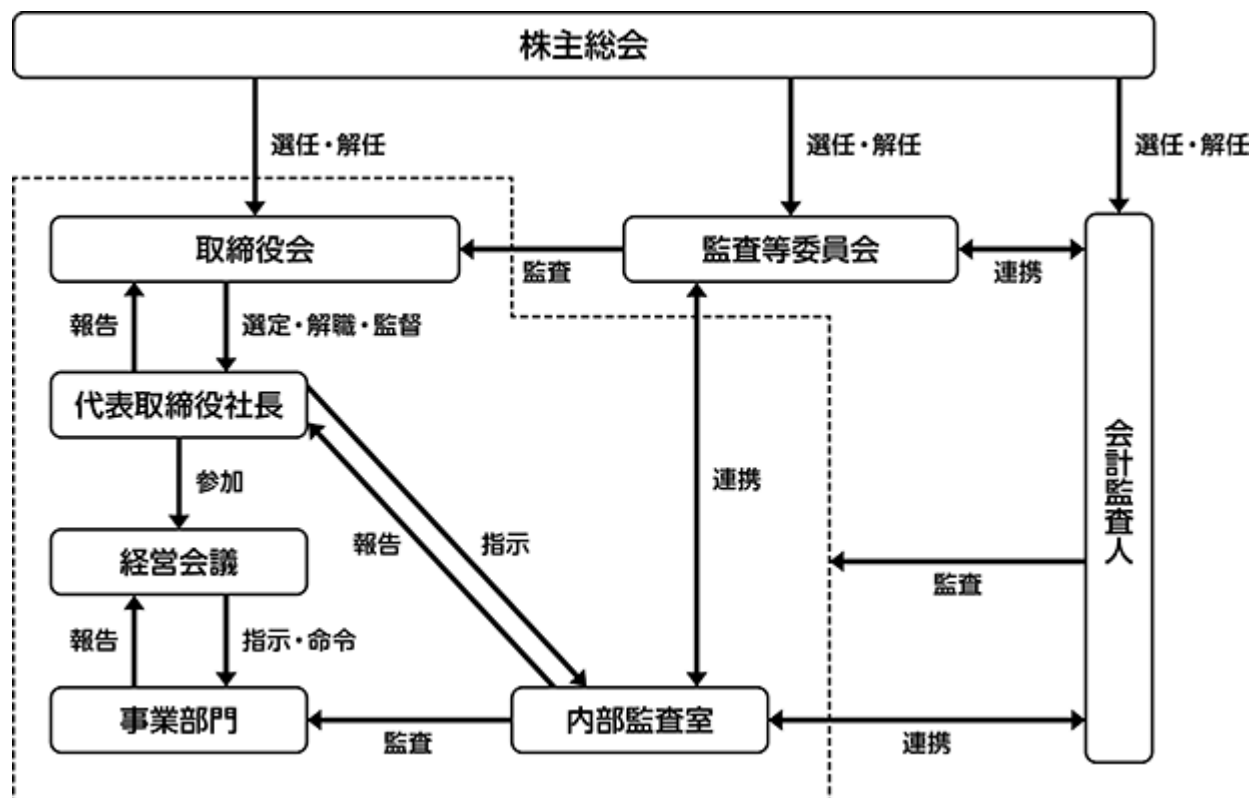 株主総会
選任・解任
選任・解任
選任・解任
取締役会
監査
監査等委員会
連携
報告
選定・解職・監督
代表取締役社長
参加
連携
会計監査人
報告
指示
経営会議
監査
報告
指示・命令
事業部門
監査
内部監査室
連携